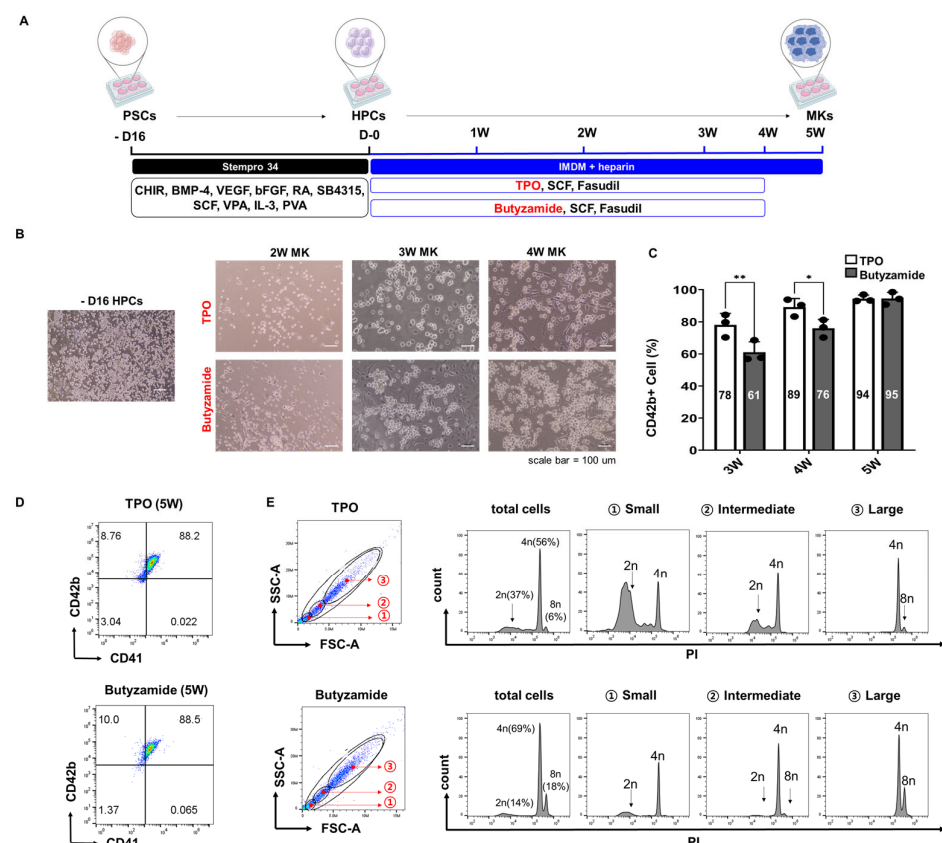 A
PSCs
HPCs
MKs
- D16
D-0
1W
2W
3W
4W
5W
Stempro 34
IMDM + heparin
CHIR, BMP-4, VEGF, bFGF, RA, SB4315,
SCF, VPA, IL-3, PVA
TPO, SCF, Fasudil
Butyzamide, SCF, Fasudil
B
2W MK
3W MK
4W MK
- D16 HPCs
TPO
Butyzamide
scale bar = 100 um
C
TPO
Butyzamide
**
*
CD42b+ Cell (%)
100
80
60
40
20
0
78
61
89
76
94
95
3W
4W
5W
D
TPO (5W)
8.76
88.2
3.04
0.022
CD42b
CD41
Butyzamide (5W)
10.0
88.5
1.37
0.065
CD42b
CD41
E
TPO
SSC-A
FSC-A
③
②
①
total cells
① Small
② Intermediate
③ Large
count
4n(56%)
2n(37%)
8n
(6%)
2n
4n
2n
4n
4n
8n
PI
Butyzamide
SSC-A
FSC-A
③
②
①
total cells
① Small
② Intermediate
③ Large
count
4n(69%)
2n(14%)
8n
(18%)
2n
4n
2n
4n
8n
4n
8n
PI